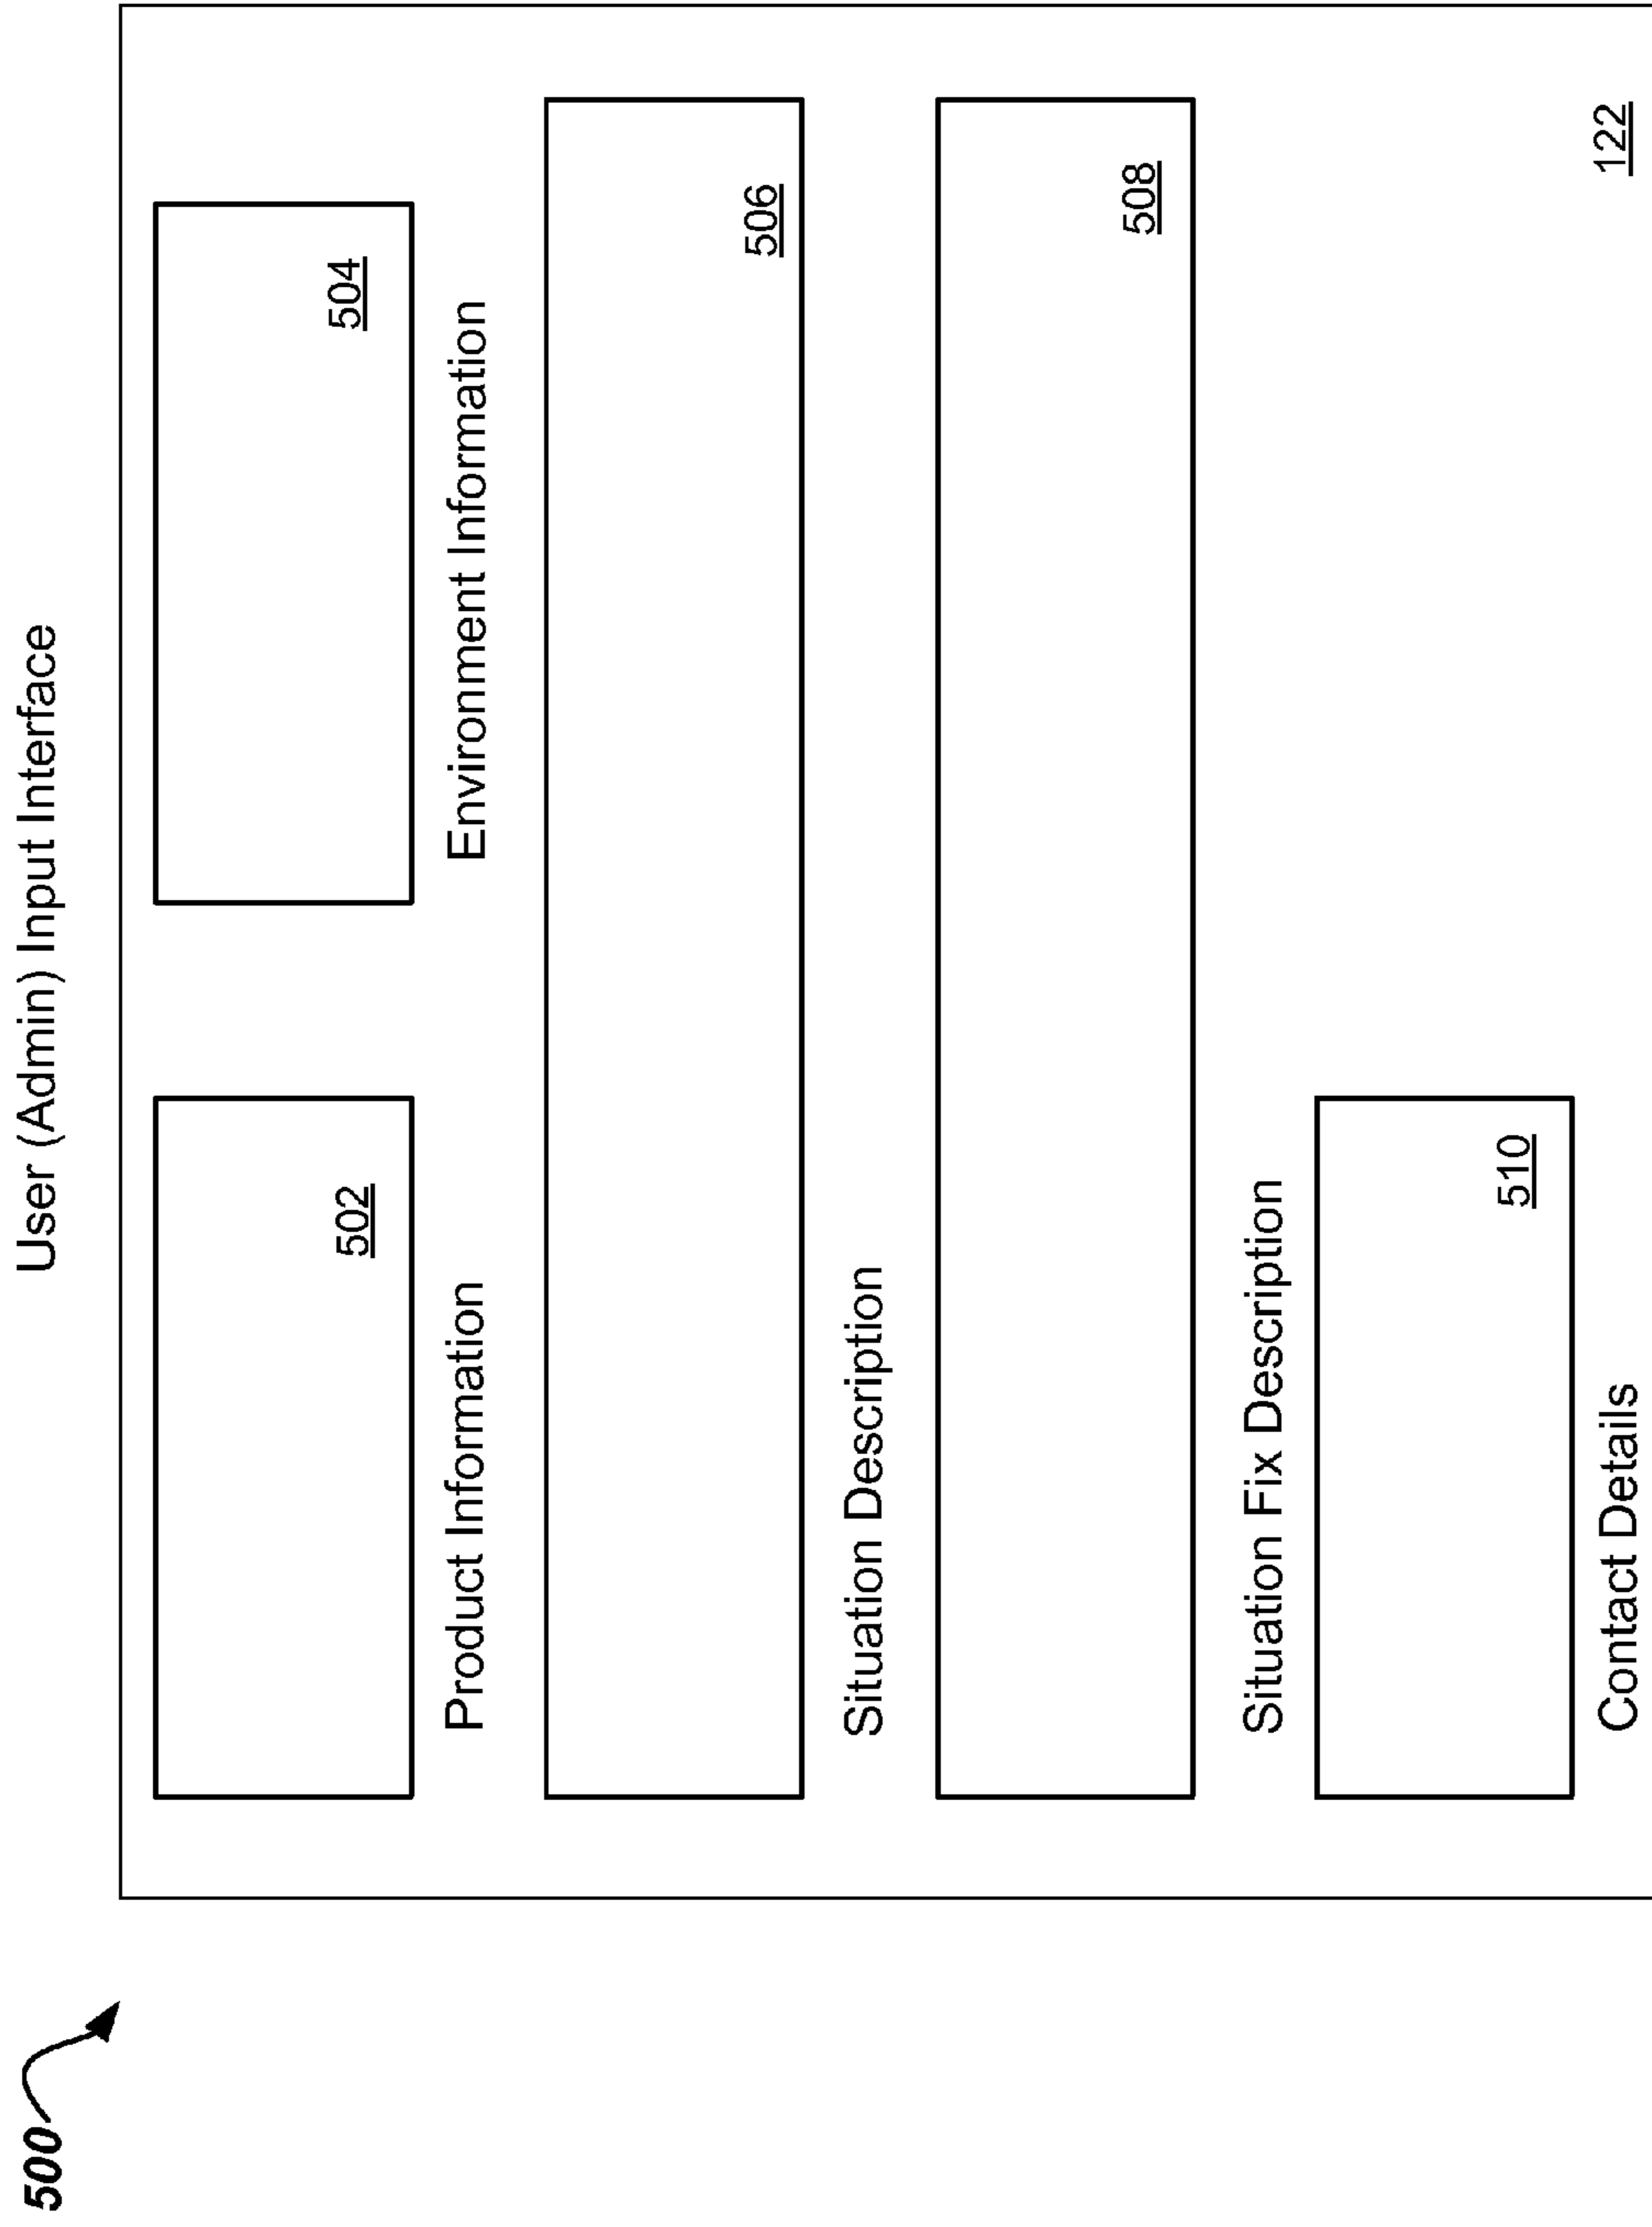 500
User (Admin) Input Interface
502
504
Product Information
Environment Information
506
Situation Description
508
Situation Fix Description
510
Contact Details
122